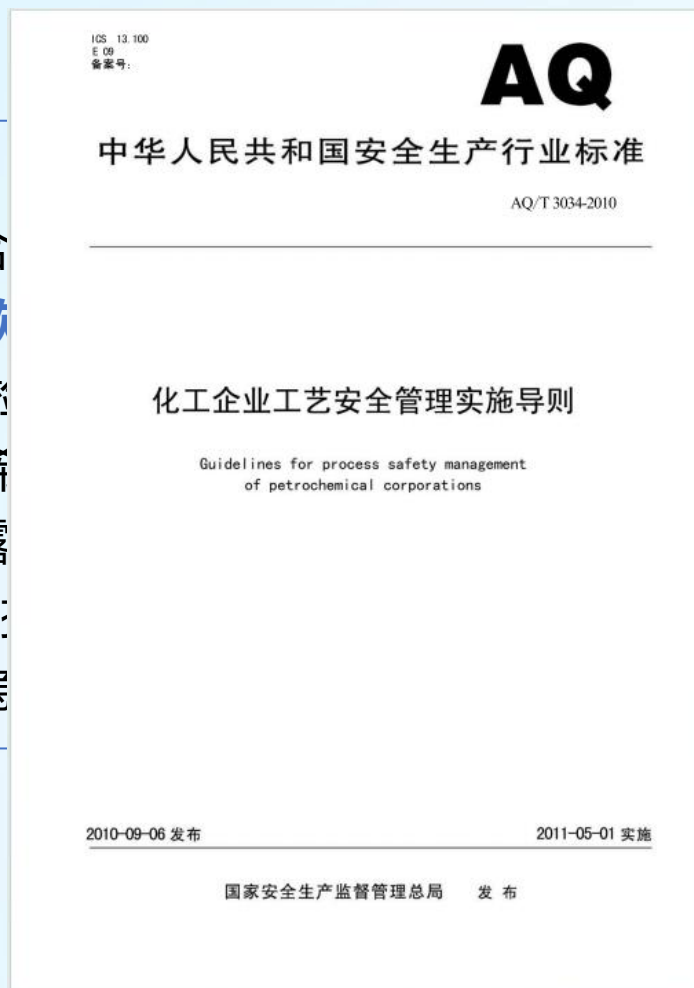 ICS 13.100
E 09
备案号:
AQ
中华人民共和国安全生产行业标准
AQ/T 3034-2010
化工企业工艺安全管理实施导则
Guidelines for process safety management
of petrochemical corporations
2010-09-06 发布
2011-05-01 实施
国家安全生产监督管理总局 发布